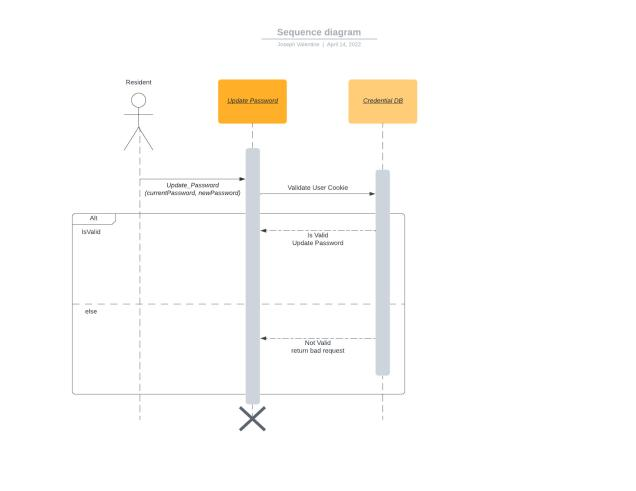 Sequence diagram
Joseph Valentine | April 14, 2022
Resident
Update Password
Credential DB
Update_Password
(currentPassword, newPassword)
Validate User Cookie
Alt
IsValid
Is Valid
Update Password
else
Not Valid
return bad request